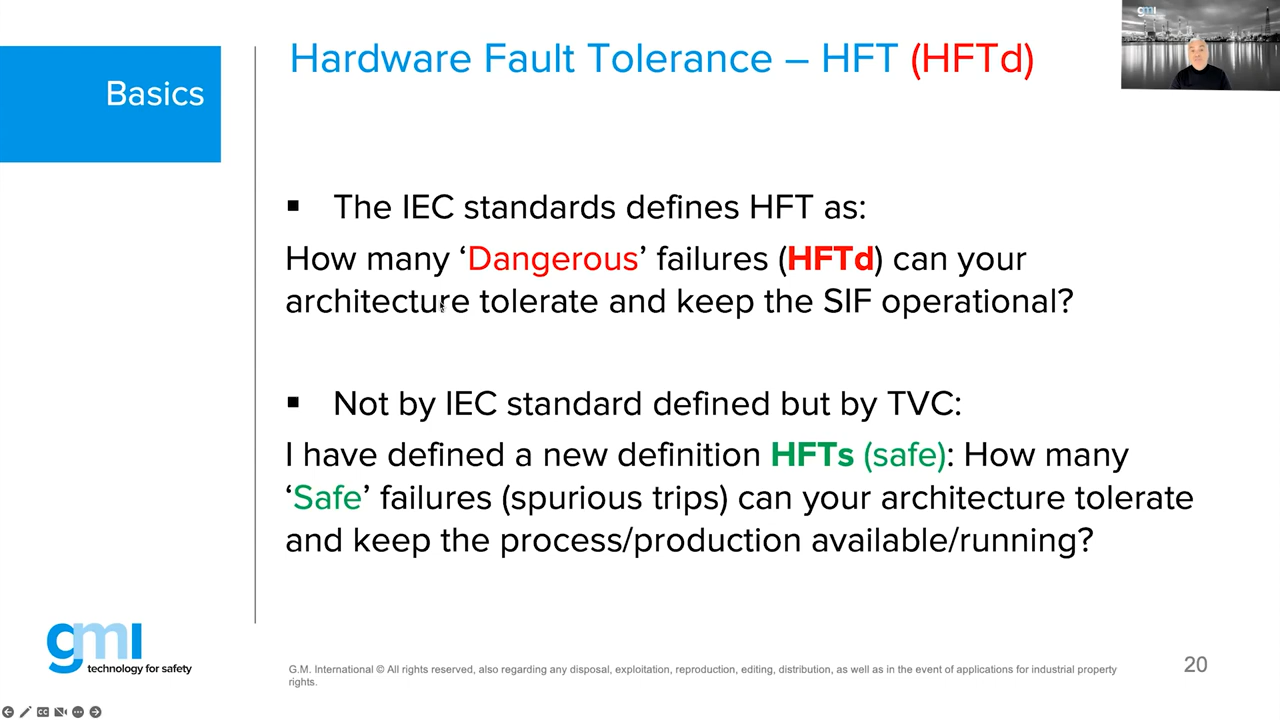 Basics
Hardware Fault Tolerance – HFT (HFTd)
gmi
▪ The IEC standards defines HFT as:
How many ‘Dangerous’ failures (HFTd) can your
architecture tolerate and keep the SIF operational?
▪ Not by IEC standard defined but by TVC:
I have defined a new definition HFTs (safe): How many
‘Safe’ failures (spurious trips) can your architecture tolerate
and keep the process/production available/running?
gmi
technology for safety
G.M. International © All rights reserved, also regarding any disposal, exploitation, reproduction, editing, distribution, as well as in the event of applications for industrial property
rights.
20